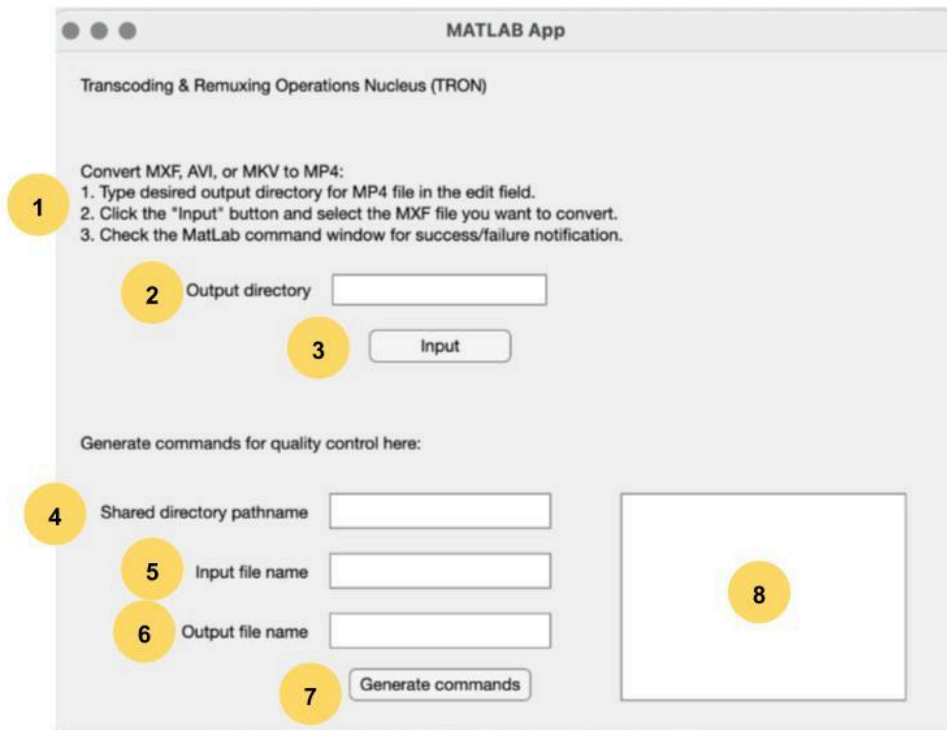 MATLAB App
Transcoding & Remuxing Operations Nucleus (TRON)
Convert MXF, AVI, or MKV to MP4:
1
1. Type desired output directory for MP4 file in the edit field.
2. Click the "Input" button and select the MXF file you want to convert.
3. Check the MatLab command window for success/failure notification.
2 Output directory
3 Input
Generate commands for quality control here:
4 Shared directory pathname
5 Input file name
8
6 Output file name
7 Generate commands